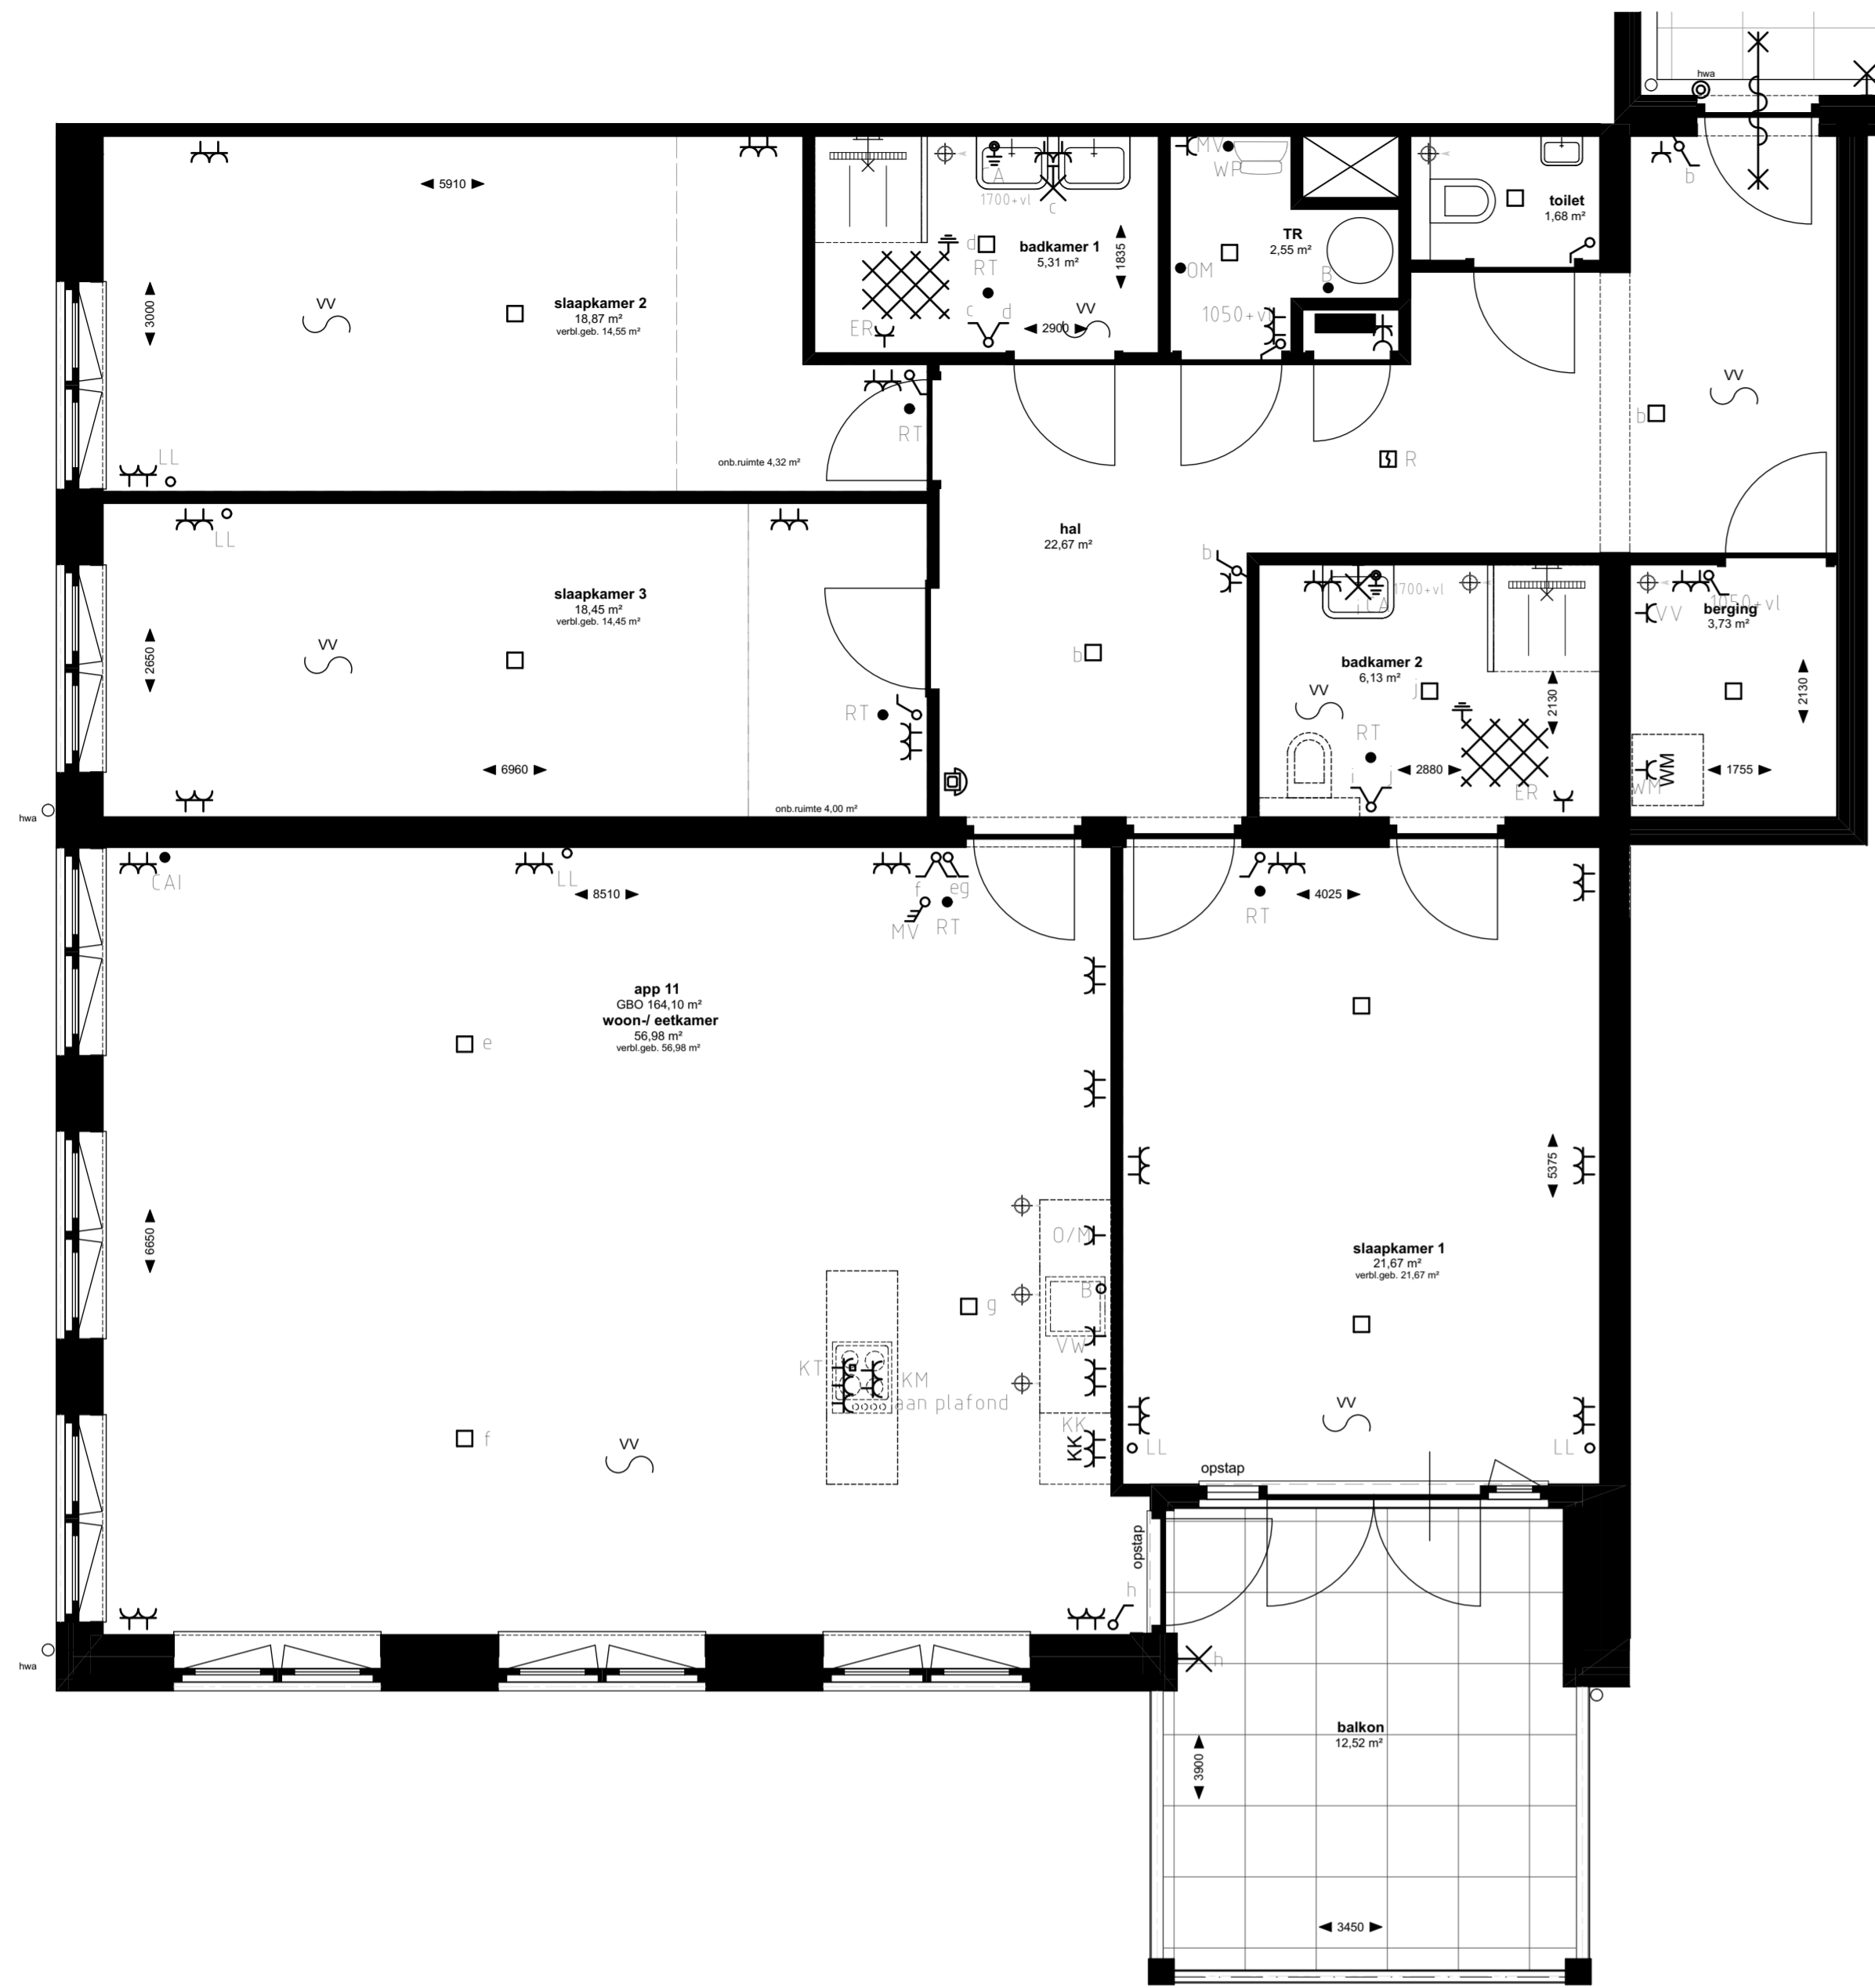 hwa
MV
WP
toilet
1,68 m²
b
5910
CA
1700+vl
c
TR
2,55 m²
badkamer 1
5,31 m²
1835
d
RT
OM
B
slaapkamer 2
18,87 m²
verbl.geb. 14,55 m²
VV
3000
ER
c
d
2900
VV
1050+vl
VV
b
RT
LL
onb.ruimte 4,32 m²
R
LL
hal
22,67 m²
b
slaapkamer 3
18,45 m²
verbl.geb. 14,45 m²
VV
2650
CA
1700+vl
1050+vl
berging
3,73 m²
VV
b
badkamer 2
6,13 m²
j
VV
2130
2130
RT
RT
j
6960
2880
1755
ER
WM
WM
onb.ruimte 4,00 m²
hwa
CAI
LL
8510
f
eg
MV
RT
4025
RT
app 11
GBO 164,10 m²
woon-/ eetkamer
56,98 m²
verbl.geb. 56,98 m²
e
5375
6650
O/M
slaapkamer 1
21,67 m²
verbl.geb. 21,67 m²
B
g
VW
KT
KM
aan plafond
KK
KK
VV
f
VV
LL
LL
opstap
opstap
h
hwa
h
balkon
12,52 m²
3900
3450